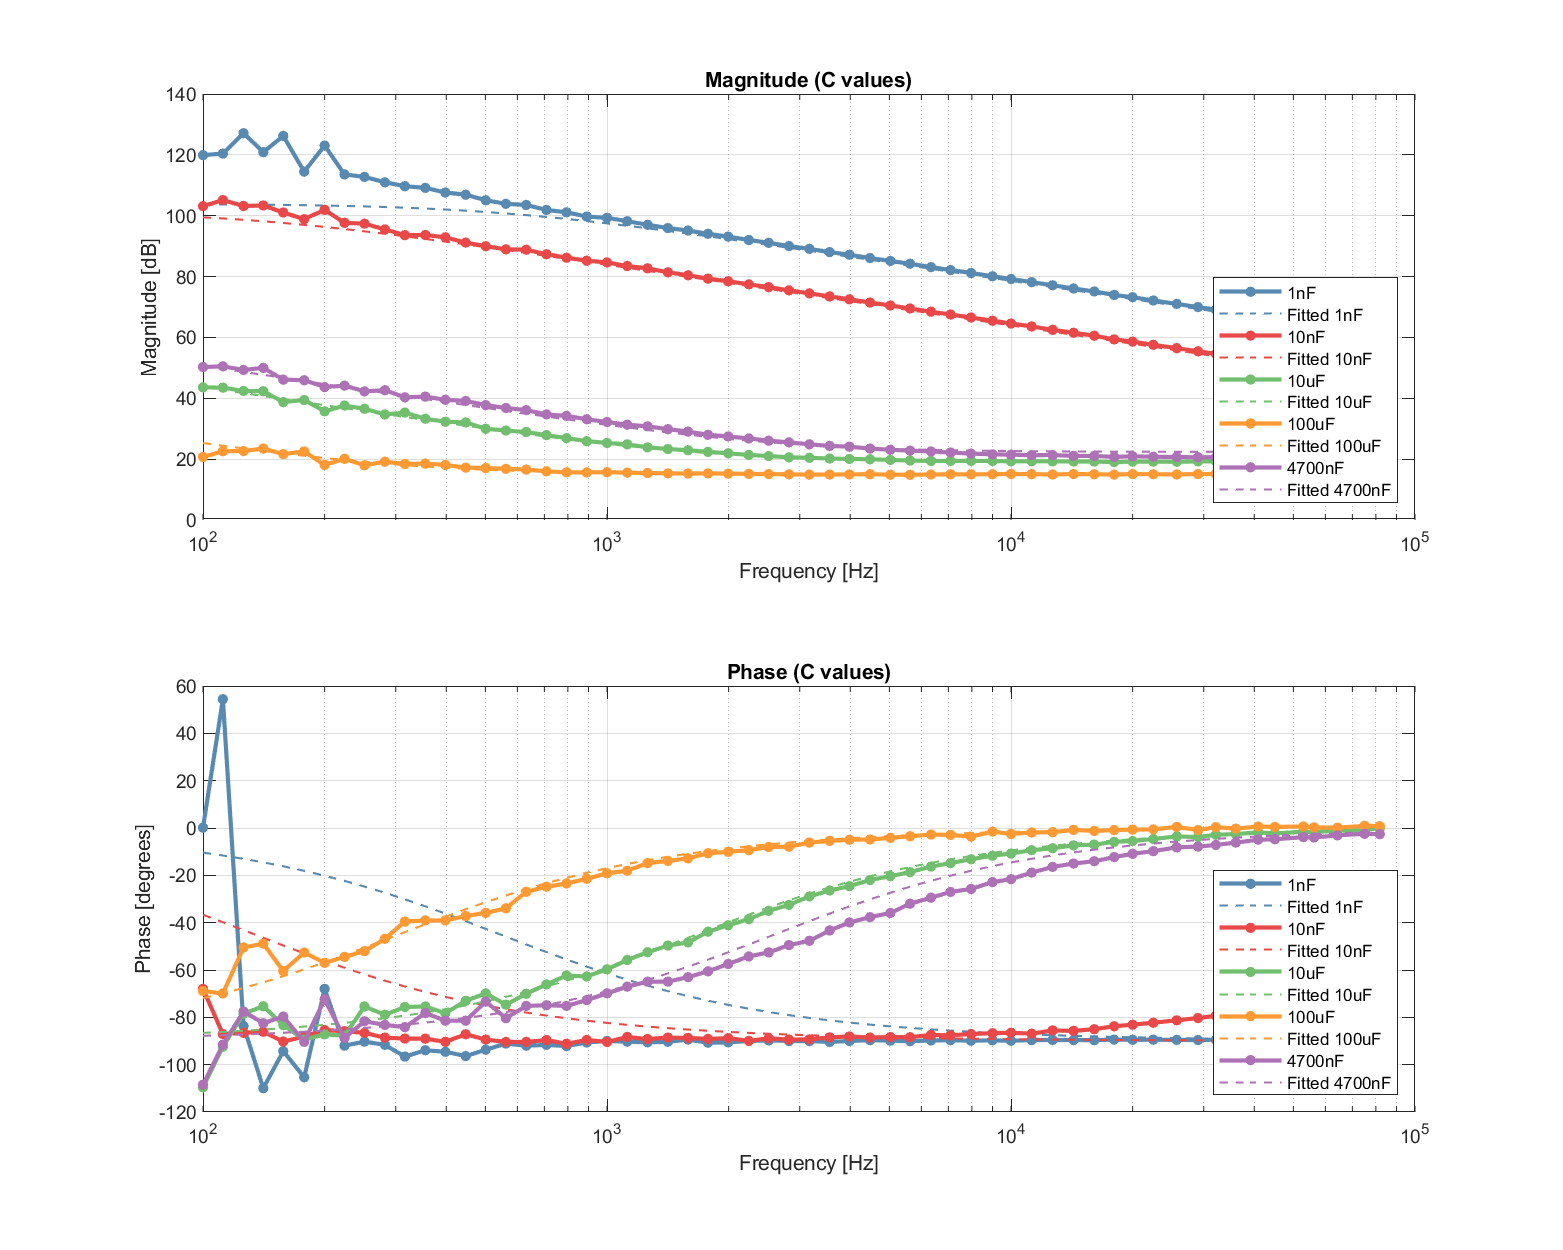 Magnitude (C values)
140
120
100
80
60
40
20
0
Magnitude [dB]
10^2
10^3
10^4
10^5
Frequency [Hz]
1nF
Fitted 1nF
10nF
Fitted 10nF
10uF
Fitted 10uF
100uF
Fitted 100uF
4700nF
Fitted 4700nF
Phase (C values)
60
40
20
0
-20
-40
-60
-80
-100
-120
Phase [degrees]
10^2
10^3
10^4
10^5
Frequency [Hz]
1nF
Fitted 1nF
10nF
Fitted 10nF
10uF
Fitted 10uF
100uF
Fitted 100uF
4700nF
Fitted 4700nF